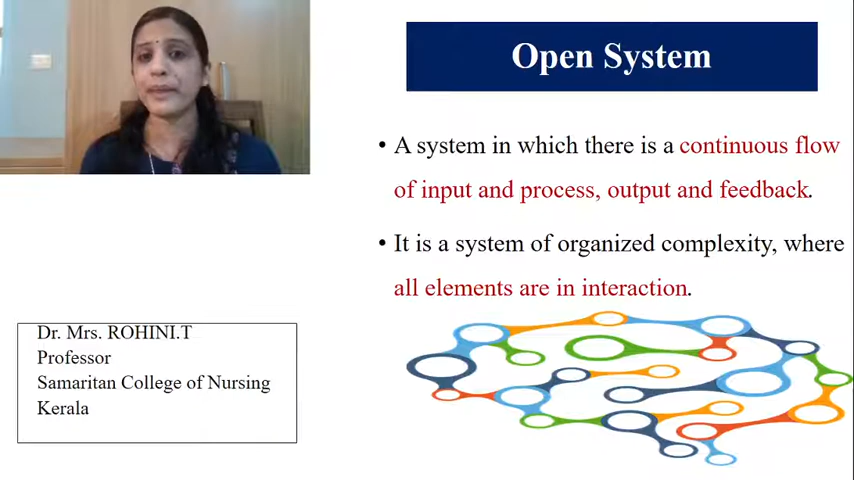 Open System
• A system in which there is a continuous flow
of input and process, output and feedback.
• It is a system of organized complexity, where
all elements are in interaction.
Dr. Mrs. ROHINI.T
Professor
Samaritan College of Nursing
Kerala